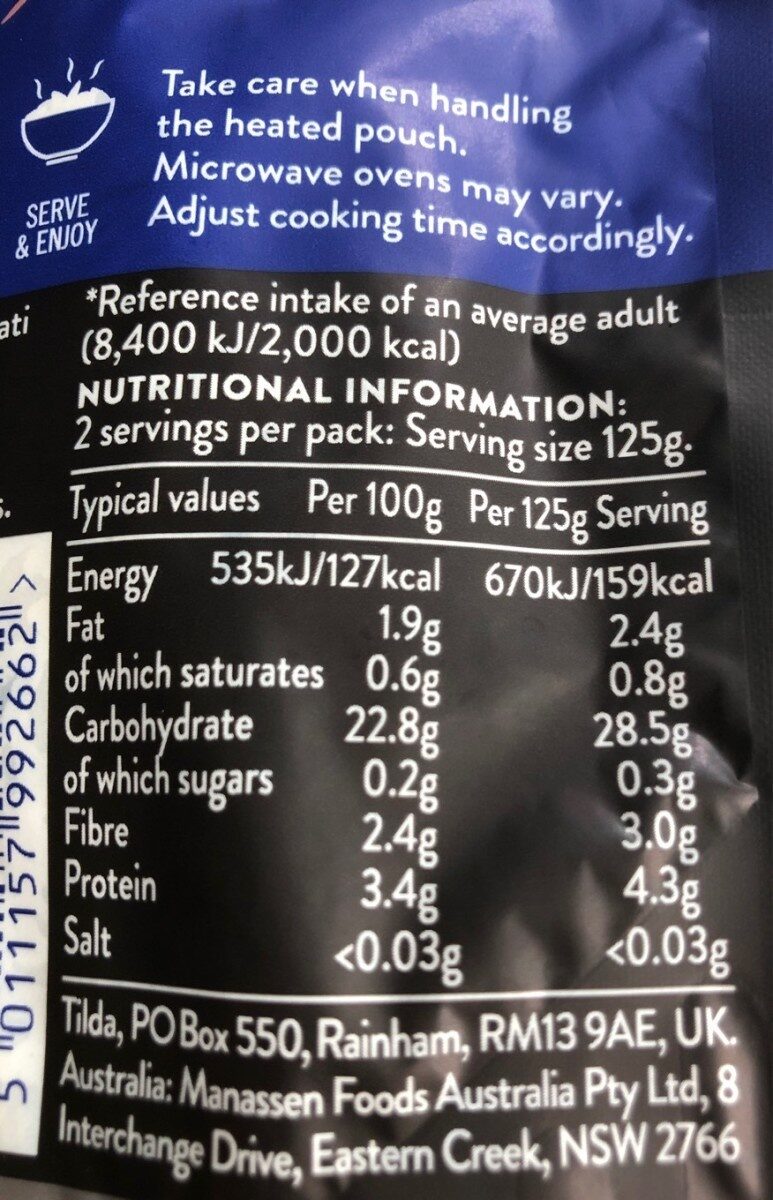 SERVE
& ENJOY
Take care when handling
the heated pouch.
Microwave ovens may vary.
Adjust cooking time accordingly.
ati
*Reference intake of an average adult
(8,400 kJ/2,000 kcal)
NUTRITIONAL INFORMATION:
2 servings per pack: Serving size 125g.
s.
Typical values Per 100g Per 125g Serving
Energy 535kJ/127kcal 670kJ/159kcal
Fat 1.9g 2.4g
of which saturates 0.6g 0.8g
Carbohydrate 22.8g 28.5g
of which sugars 0.2g 0.3g
Fibre 2.4g 3.0g
Protein 3.4g 4.3g
Salt <0.03g <0.03g
Tilda, PO Box 550, Rainham, RM13 9AE, UK.
Australia: Manassen Foods Australia Pty Ltd, 8
Interchange Drive, Eastern Creek, NSW 2766
5 011157 992662 >